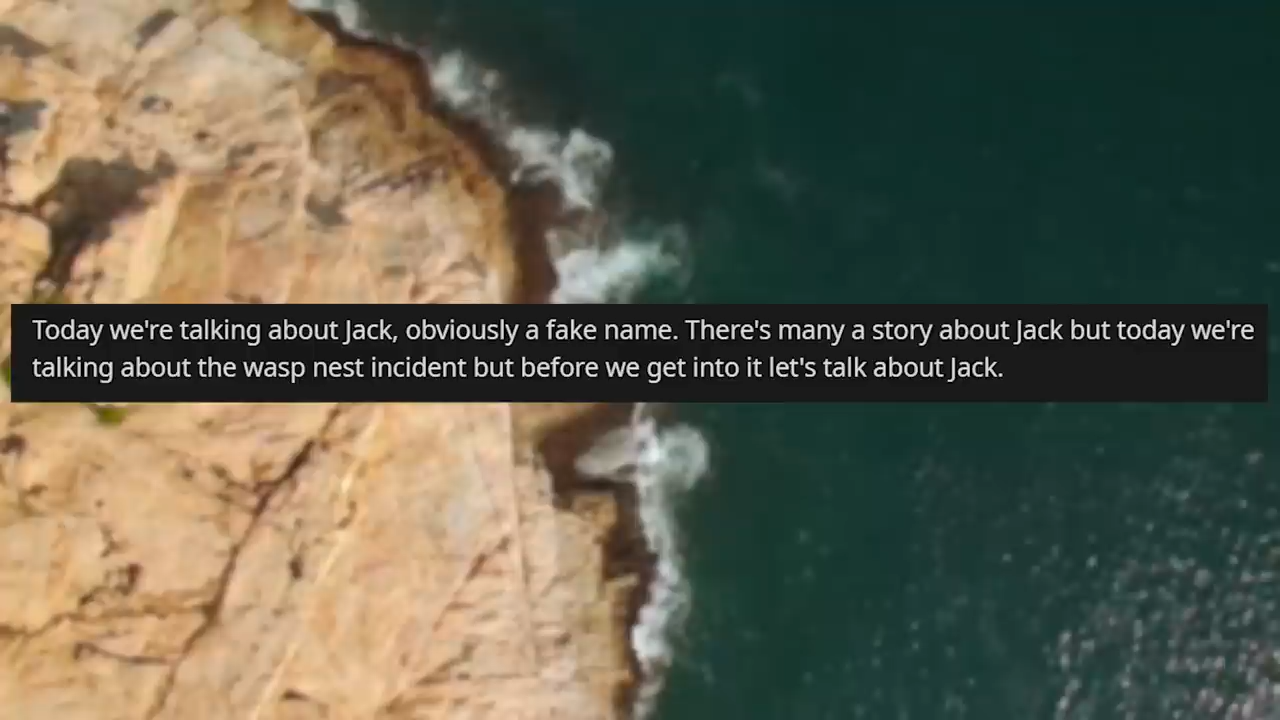 Today we're talking about Jack, obviously a fake name. There's many a story about Jack but today we're
talking about the wasp nest incident but before we get into it let's talk about Jack.